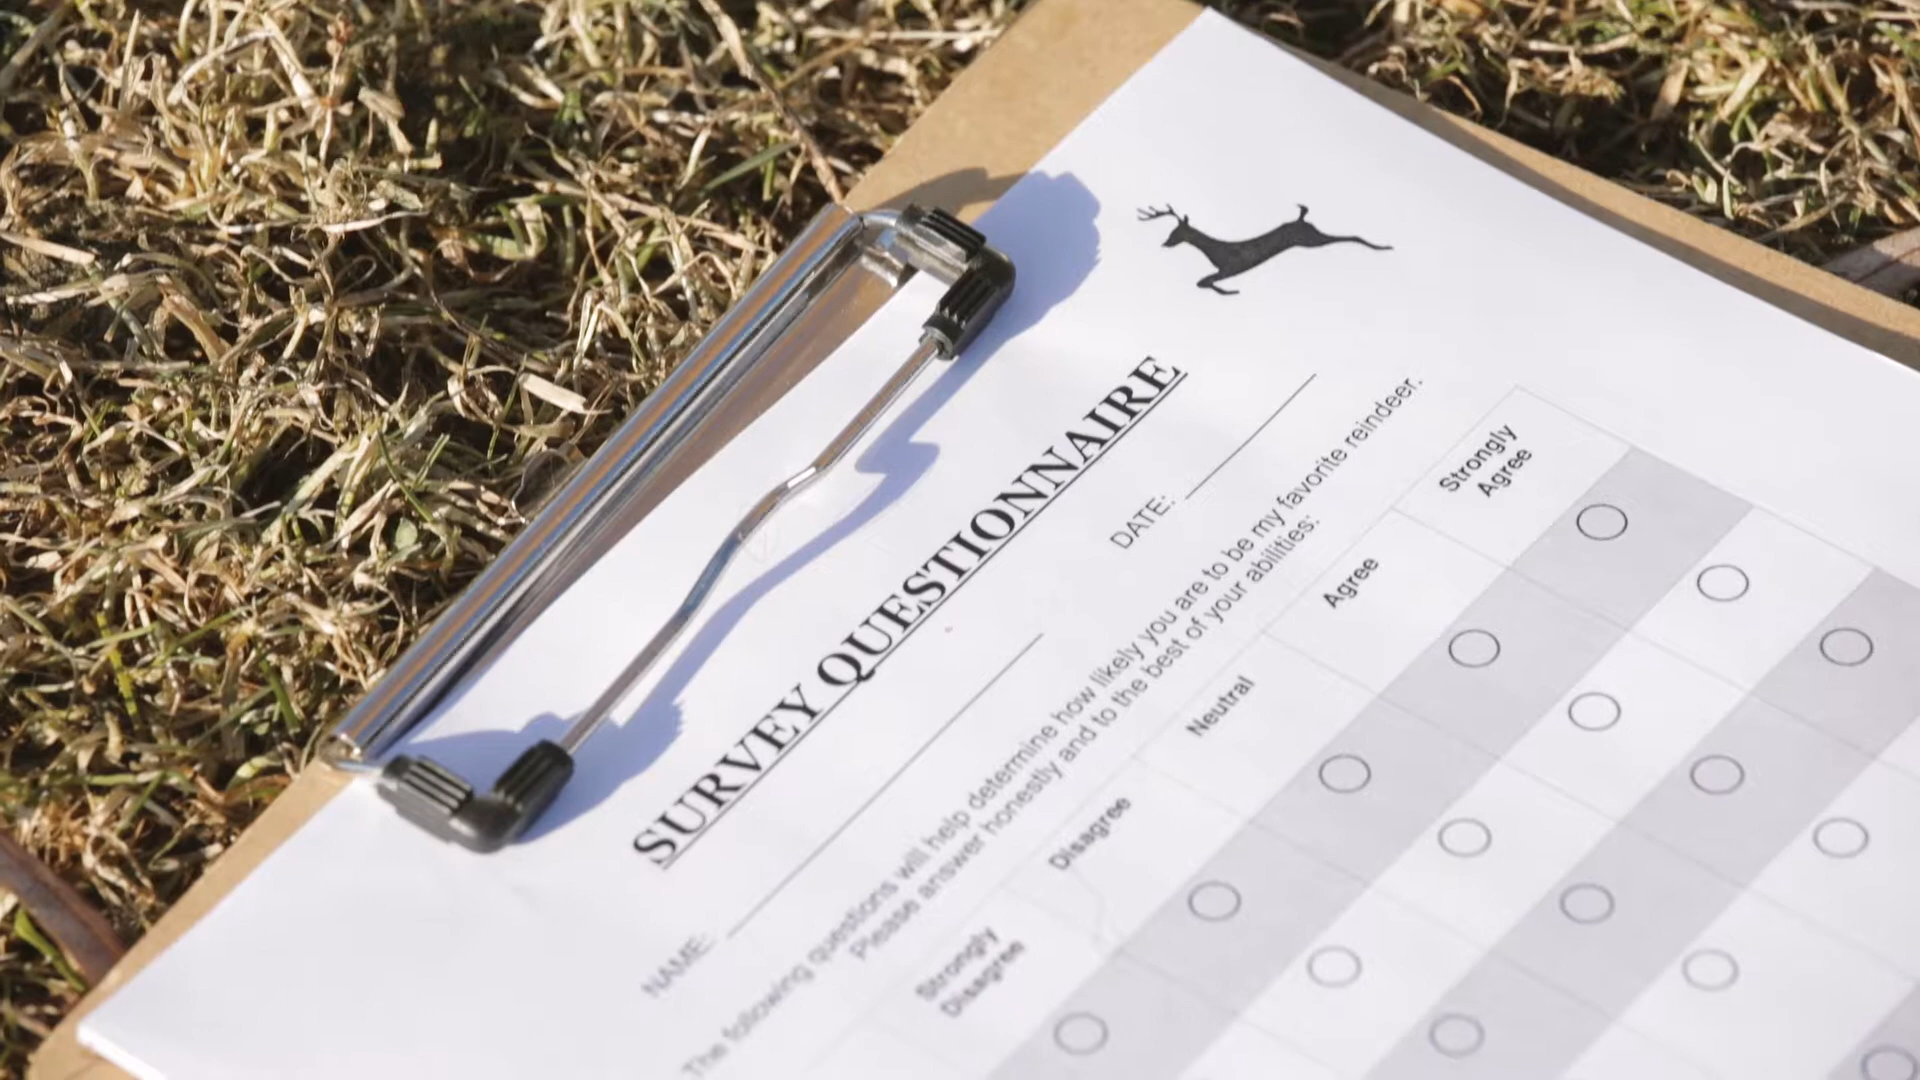 SURVEY QUESTIONNAIRE
NAME: DATE:
The following questions will help determine how likely you are to be my favorite reindeer.
Please answer honestly and to the best of your abilities:
Strongly Disagree Disagree Neutral Agree Strongly Agree